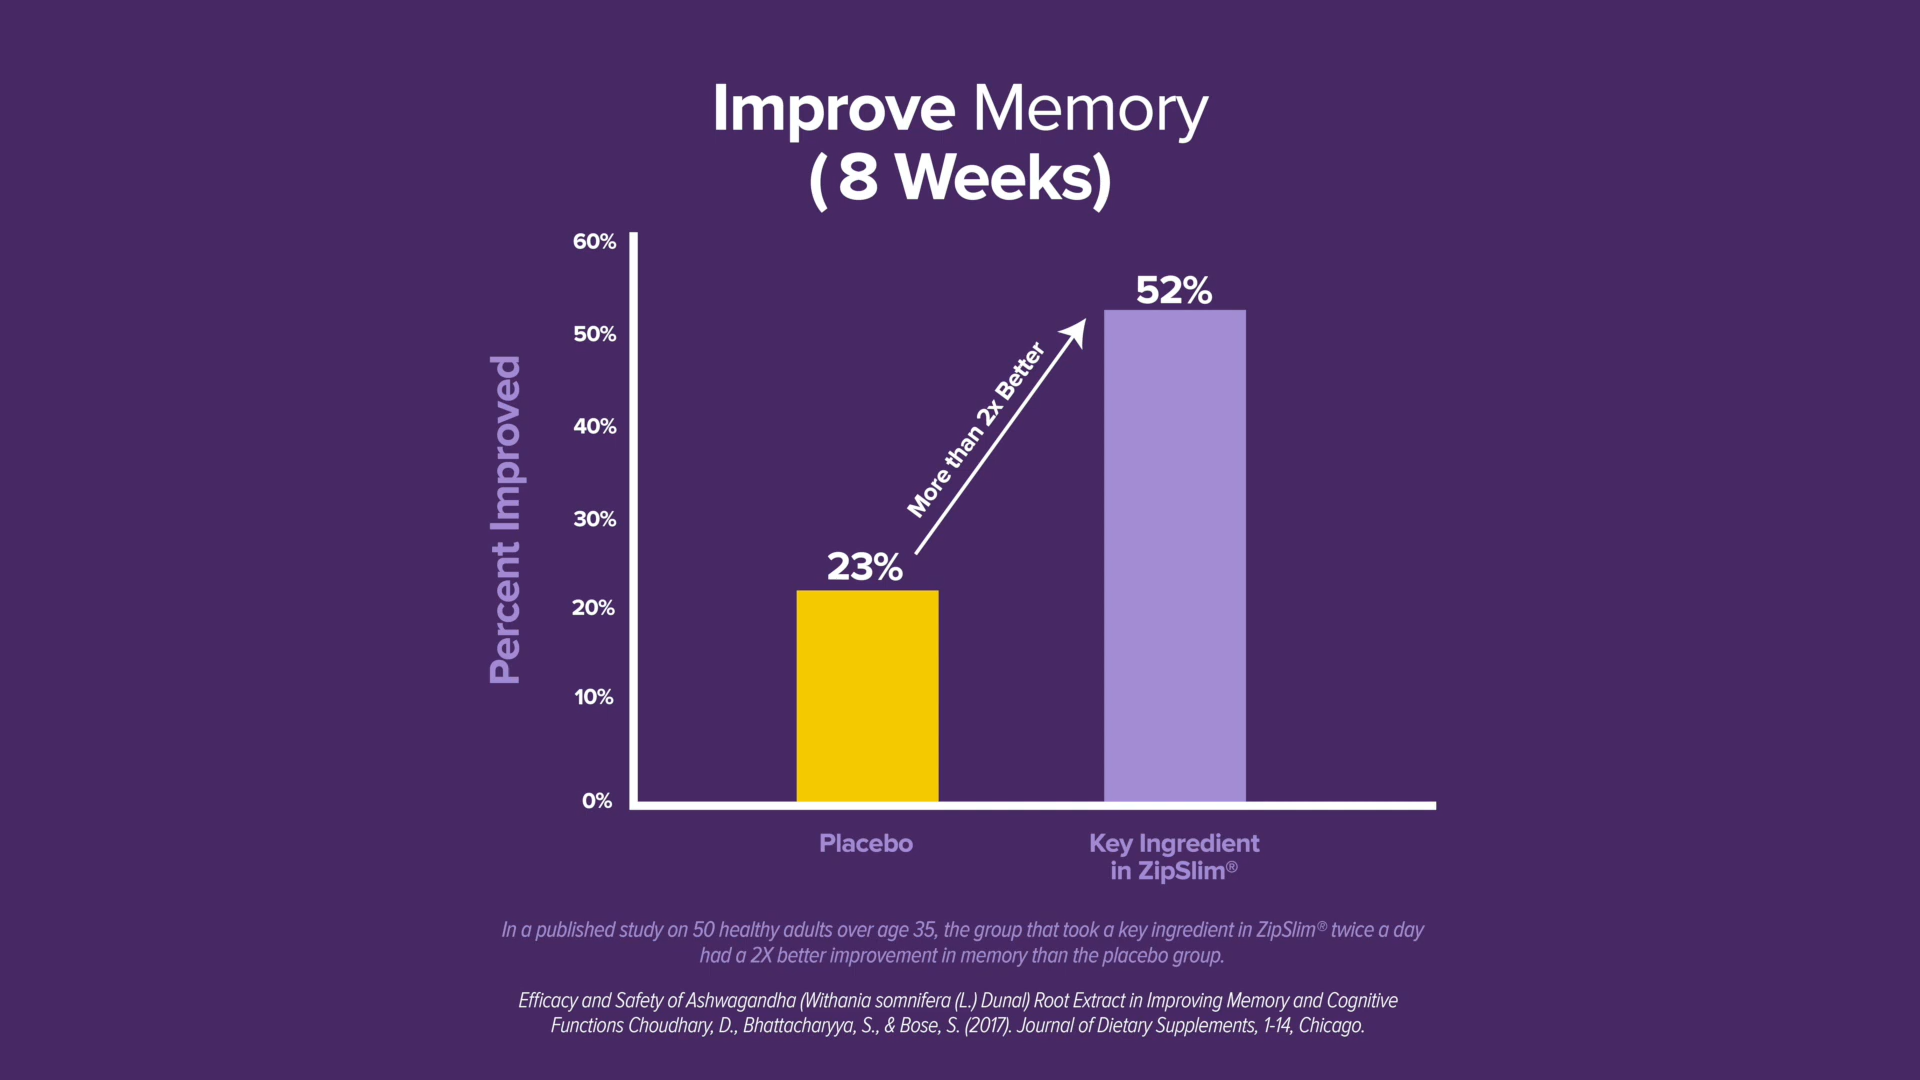 Improve Memory
(8 Weeks)
60%
50%
40%
30%
20%
10%
0%
Percent Improved
23%
More than 2x Better
52%
Placebo
Key Ingredient
in ZipSlim®
In a published study on 50 healthy adults over age 35, the group that took a key ingredient in ZipSlim® twice a day
had a 2X better improvement in memory than the placebo group.
Efficacy and Safety of Ashwagandha (Withania somnifera (L.) Dunal) Root Extract in Improving Memory and Cognitive
Functions Choudhary, D., Bhattacharyya, S., & Bose, S. (2017). Journal of Dietary Supplements, 1-14, Chicago.